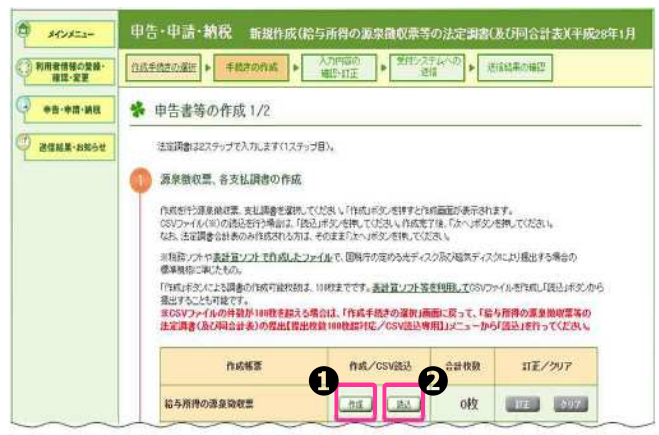 メインメニュー
利用者情報の登録・
確認・変更
申告・申請・納税
送信結果・お知らせ
申告・申請・納税 新規作成(給与所得の源泉徴収票等の法定調書(及び同合計表)(平成28年1月
作成手続きの選択
手続きの作成
入力内容の
確認・訂正
受付システムへの
送信
送信結果の確認
申告書等の作成 1/2
法定調書は2ステップで入力します(1ステップ目)。
1 源泉徴収票、各支払調書の作成
作成を行う源泉徴収票、支払調書を選択してください。「作成」ボタンを押すと作成画面が表示されます。
CSVファイル(※)の読込を行う場合は、「読込」ボタンを押してください。作成完了後、「次へ」ボタンを押してください。
なお、法定調書合計表のみ作成される方は、そのまま「次へ」ボタンを押してください。
※税務ソフトや表計算ソフトで作成したファイルで、国税庁の定める光ディスク及び磁気ディスクにより提出する場合の
標準規格に準じたもの。
「作成」ボタンによる調書の作成可能枚数は、10枚までです。表計算ソフト等を利用してCSVファイルを作成し「読込」ボタンから
提出することも可能です。
※CSVファイルの件数が100枚を超える場合は、「作成手続きの選択」画面に戻って、「給与所得の源泉徴収票等の
法定調書(及び同合計表)の提出【提出枚数100枚超対応/CSV読込専用】」メニューから「読込」を行ってください。
作成帳票 作成/CSV読込 合計枚数 訂正/クリア
1 2
給与所得の源泉徴収票 作成 読込 0枚 訂正 クリア